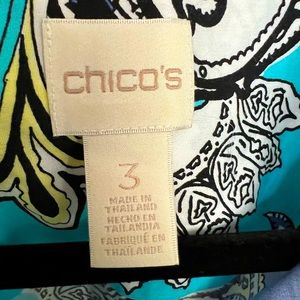 chico's
3
MADE IN
THAILAND
HECHO EN
TAILANDIA
FABRIQUÉ EN
THAÏLANDE